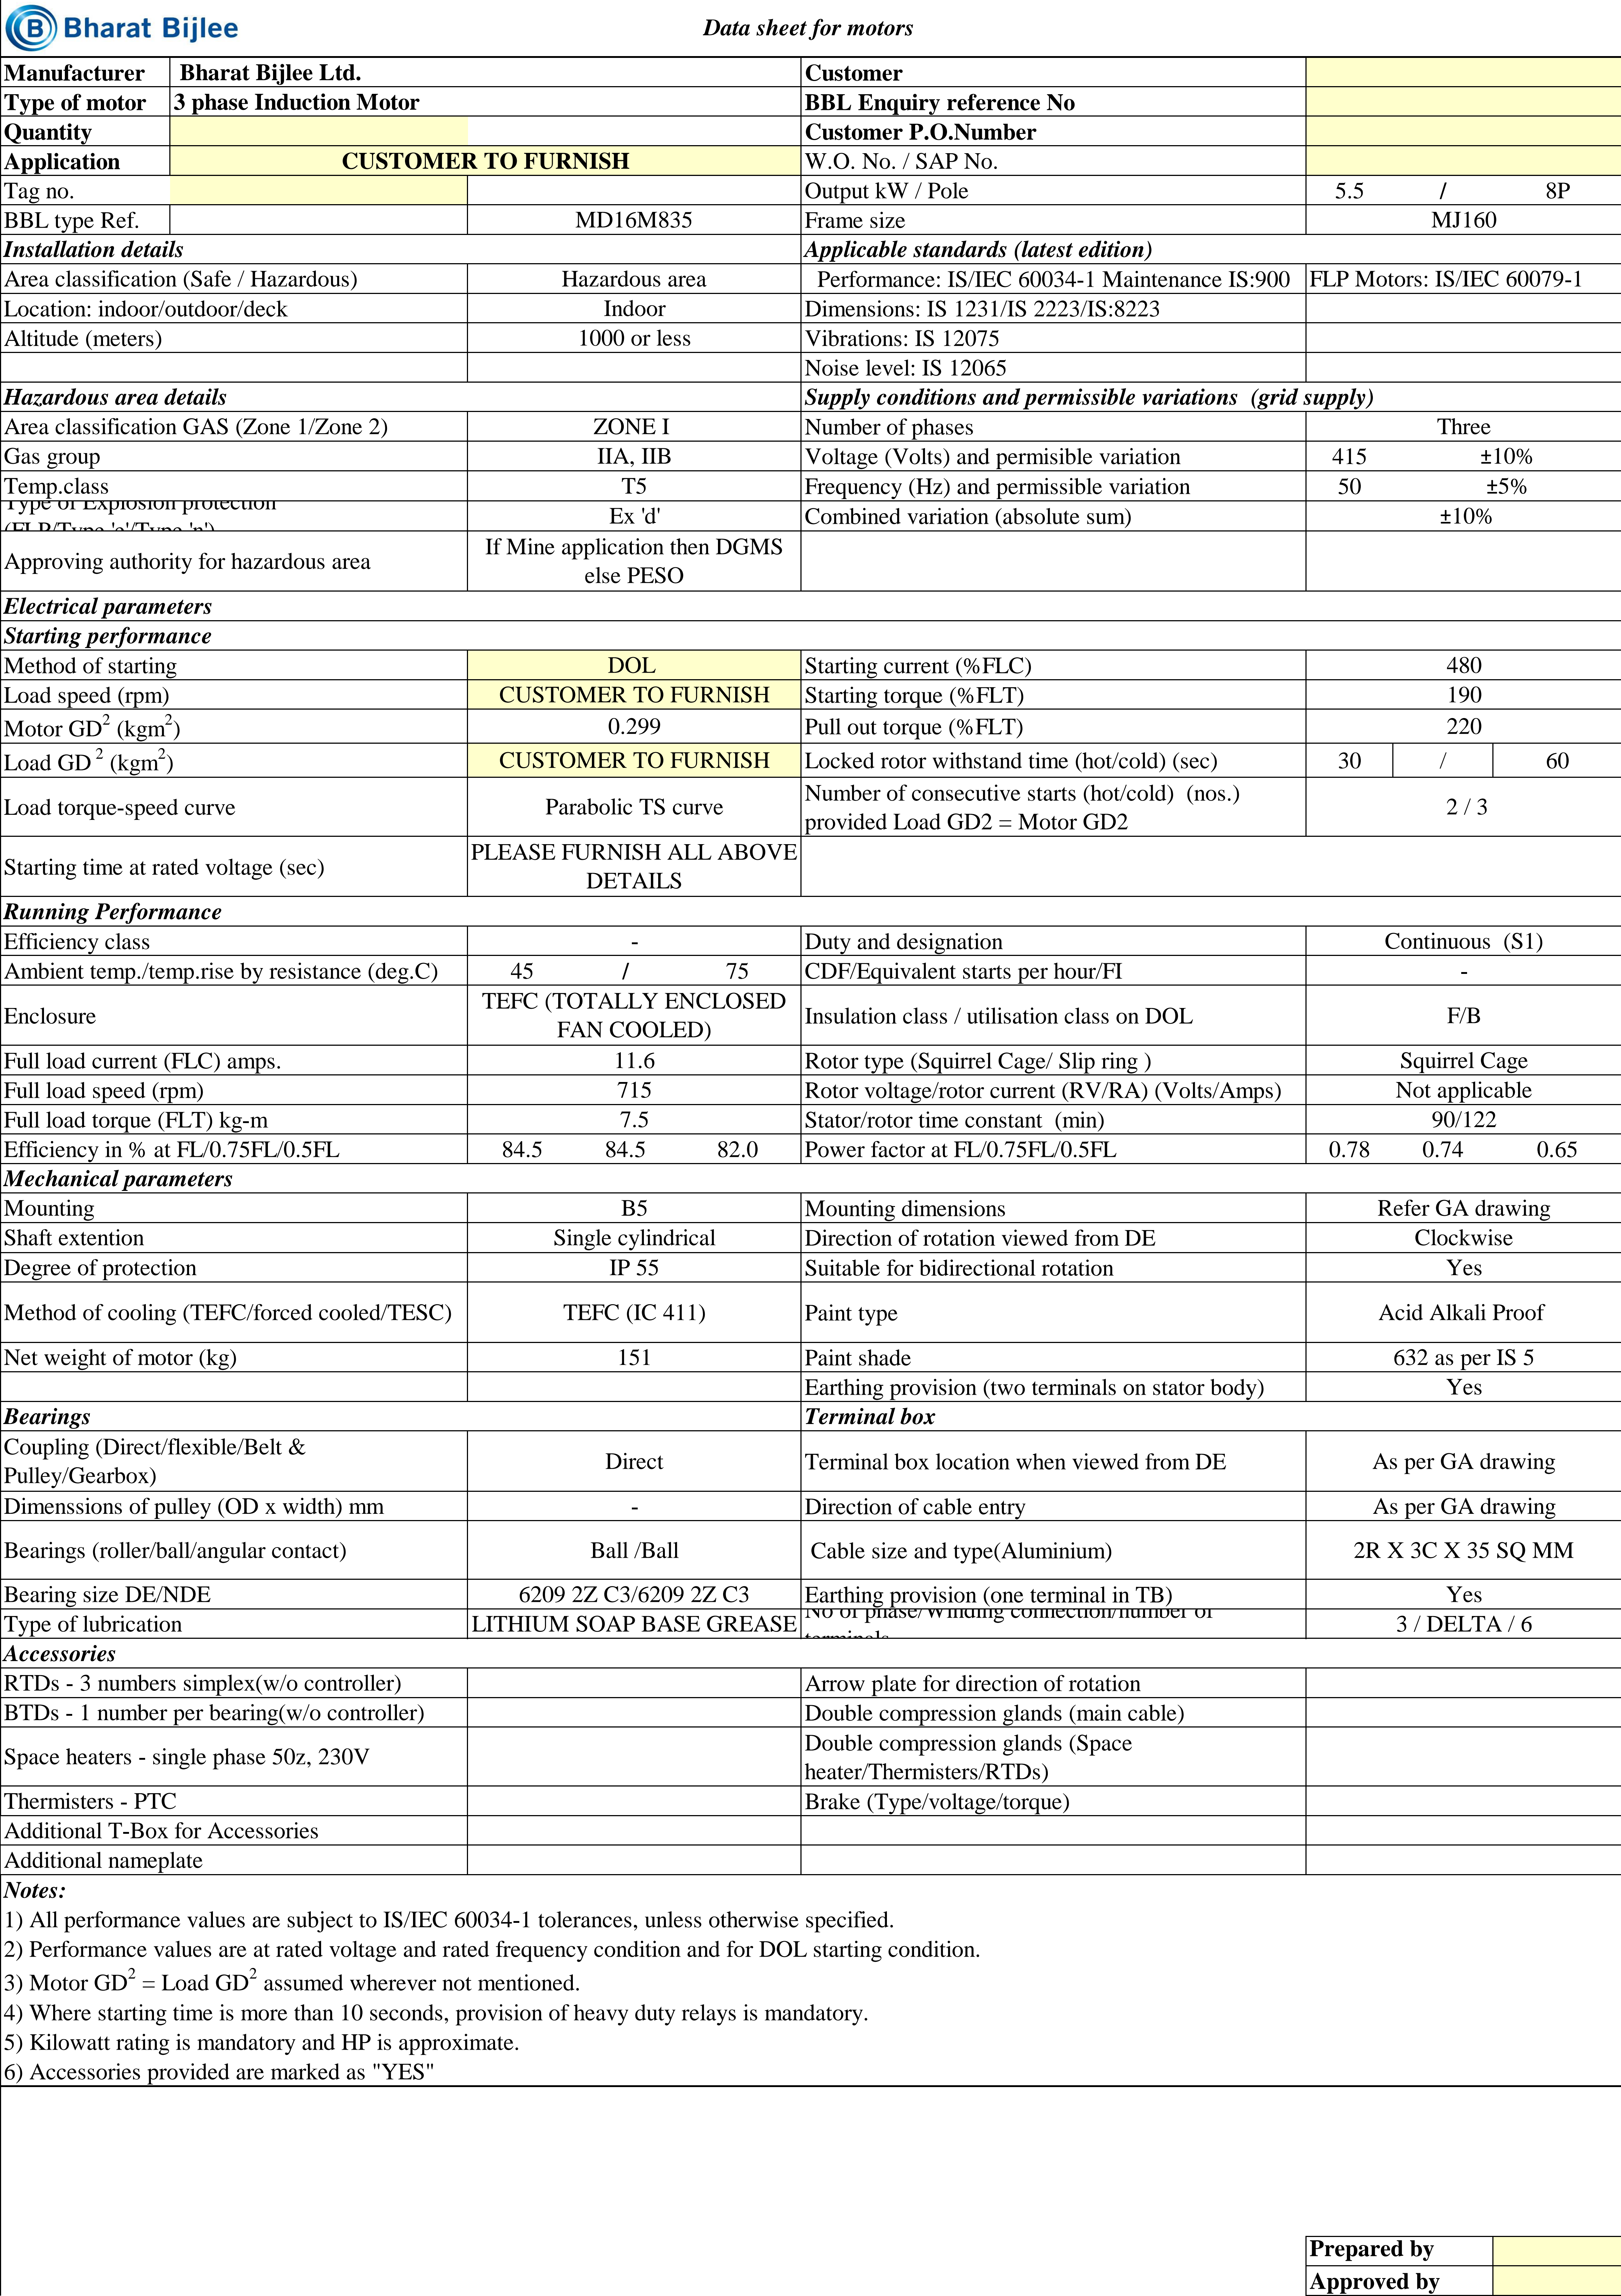 Bharat Bijlee
Data sheet for motors
Manufacturer Bharat Bijlee Ltd. Customer
Type of motor 3 phase Induction Motor BBL Enquiry reference No
Quantity Customer P.O.Number
Application CUSTOMER TO FURNISH W.O. No. / SAP No.
Tag no. Output kW / Pole 5.5 / 8P
BBL type Ref. MD16M835 Frame size MJ160
Installation details Applicable standards (latest edition)
Area classification (Safe / Hazardous) Hazardous area Performance: IS/IEC 60034-1 Maintenance IS:900 FLP Motors: IS/IEC 60079-1
Location: indoor/outdoor/deck Indoor Dimensions: IS 1231/IS 2223/IS:8223
Altitude (meters) 1000 or less Vibrations: IS 12075
Noise level: IS 12065
Hazardous area details Supply conditions and permissible variations (grid supply)
Area classification GAS (Zone 1/Zone 2) ZONE I Number of phases Three
Gas group IIA, IIB Voltage (Volts) and permisible variation 415 ±10%
Temp.class T5 Frequency (Hz) and permissible variation 50 ±5%
Type of Explosion protection
(FLP/Type 'e'/Type 'n') Ex 'd' Combined variation (absolute sum) ±10%
Approving authority for hazardous area If Mine application then DGMS
else PESO
Electrical parameters
Starting performance
Method of starting DOL Starting current (%FLC) 480
Load speed (rpm) CUSTOMER TO FURNISH Starting torque (%FLT) 190
Motor GD² (kgm²) 0.299 Pull out torque (%FLT) 220
Load GD ² (kgm²) CUSTOMER TO FURNISH Locked rotor withstand time (hot/cold) (sec) 30 / 60
Load torque-speed curve Parabolic TS curve Number of consecutive starts (hot/cold) (nos.)
provided Load GD2 = Motor GD2 2 / 3
Starting time at rated voltage (sec) PLEASE FURNISH ALL ABOVE
DETAILS
Running Performance
Efficiency class - Duty and designation Continuous (S1)
Ambient temp./temp.rise by resistance (deg.C) 45 / 75 CDF/Equivalent starts per hour/FI -
Enclosure TEFC (TOTALLY ENCLOSED
FAN COOLED) Insulation class / utilisation class on DOL F/B
Full load current (FLC) amps. 11.6 Rotor type (Squirrel Cage/ Slip ring ) Squirrel Cage
Full load speed (rpm) 715 Rotor voltage/rotor current (RV/RA) (Volts/Amps) Not applicable
Full load torque (FLT) kg-m 7.5 Stator/rotor time constant (min) 90/122
Efficiency in % at FL/0.75FL/0.5FL 84.5 84.5 82.0 Power factor at FL/0.75FL/0.5FL 0.78 0.74 0.65
Mechanical parameters
Mounting B5 Mounting dimensions Refer GA drawing
Shaft extention Single cylindrical Direction of rotation viewed from DE Clockwise
Degree of protection IP 55 Suitable for bidirectional rotation Yes
Method of cooling (TEFC/forced cooled/TESC) TEFC (IC 411) Paint type Acid Alkali Proof
Net weight of motor (kg) 151 Paint shade 632 as per IS 5
Earthing provision (two terminals on stator body) Yes
Bearings Terminal box
Coupling (Direct/flexible/Belt &
Pulley/Gearbox) Direct Terminal box location when viewed from DE As per GA drawing
Dimenssions of pulley (OD x width) mm - Direction of cable entry As per GA drawing
Bearings (roller/ball/angular contact) Ball /Ball Cable size and type(Aluminium) 2R X 3C X 35 SQ MM
Bearing size DE/NDE 6209 2Z C3/6209 2Z C3 Earthing provision (one terminal in TB) Yes
Type of lubrication LITHIUM SOAP BASE GREASE No of phase/Winding connection/number of
terminals 3 / DELTA / 6
Accessories
RTDs - 3 numbers simplex(w/o controller) Arrow plate for direction of rotation
BTDs - 1 number per bearing(w/o controller) Double compression glands (main cable)
Space heaters - single phase 50z, 230V Double compression glands (Space
heater/Thermisters/RTDs)
Thermisters - PTC Brake (Type/voltage/torque)
Additional T-Box for Accessories
Additional nameplate
Notes:
1) All performance values are subject to IS/IEC 60034-1 tolerances, unless otherwise specified.
2) Performance values are at rated voltage and rated frequency condition and for DOL starting condition.
3) Motor GD² = Load GD² assumed wherever not mentioned.
4) Where starting time is more than 10 seconds, provision of heavy duty relays is mandatory.
5) Kilowatt rating is mandatory and HP is approximate.
6) Accessories provided are marked as "YES"
Prepared by
Approved by